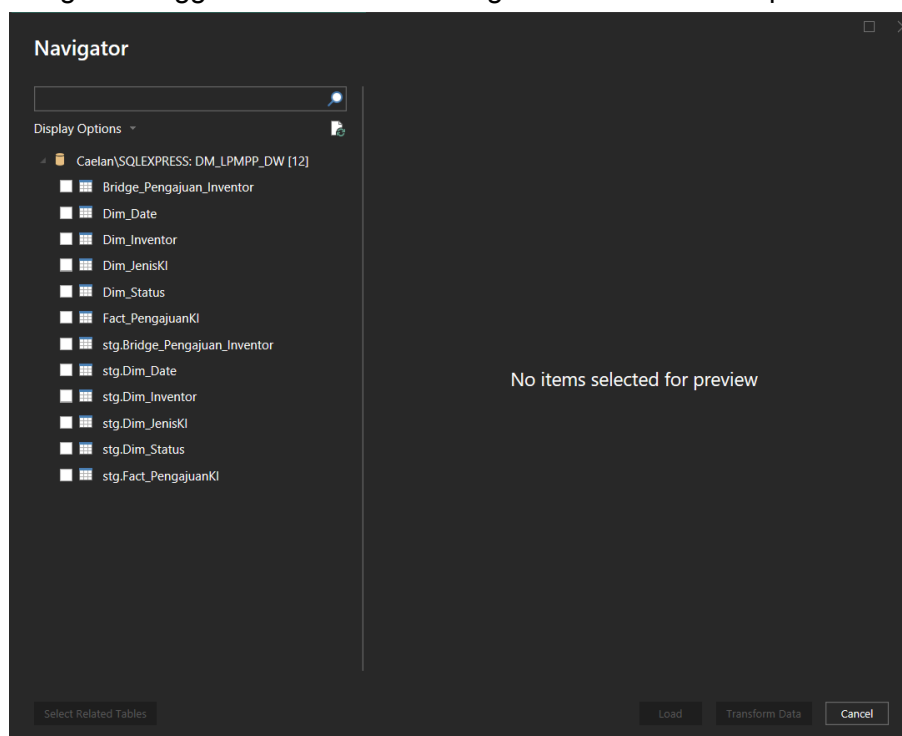 Navigator
Display Options
Caelan\SQLEXPRESS: DM_LPMPP_DW [12]
Bridge_Pengajuan_Inventor
Dim_Date
Dim_Inventor
Dim_JenisKI
Dim_Status
Fact_PengajuanKI
stg.Bridge_Pengajuan_Inventor
stg.Dim_Date
stg.Dim_Inventor
stg.Dim_JenisKI
stg.Dim_Status
stg.Fact_PengajuanKI
No items selected for preview
Select Related Tables
Load
Transform Data
Cancel